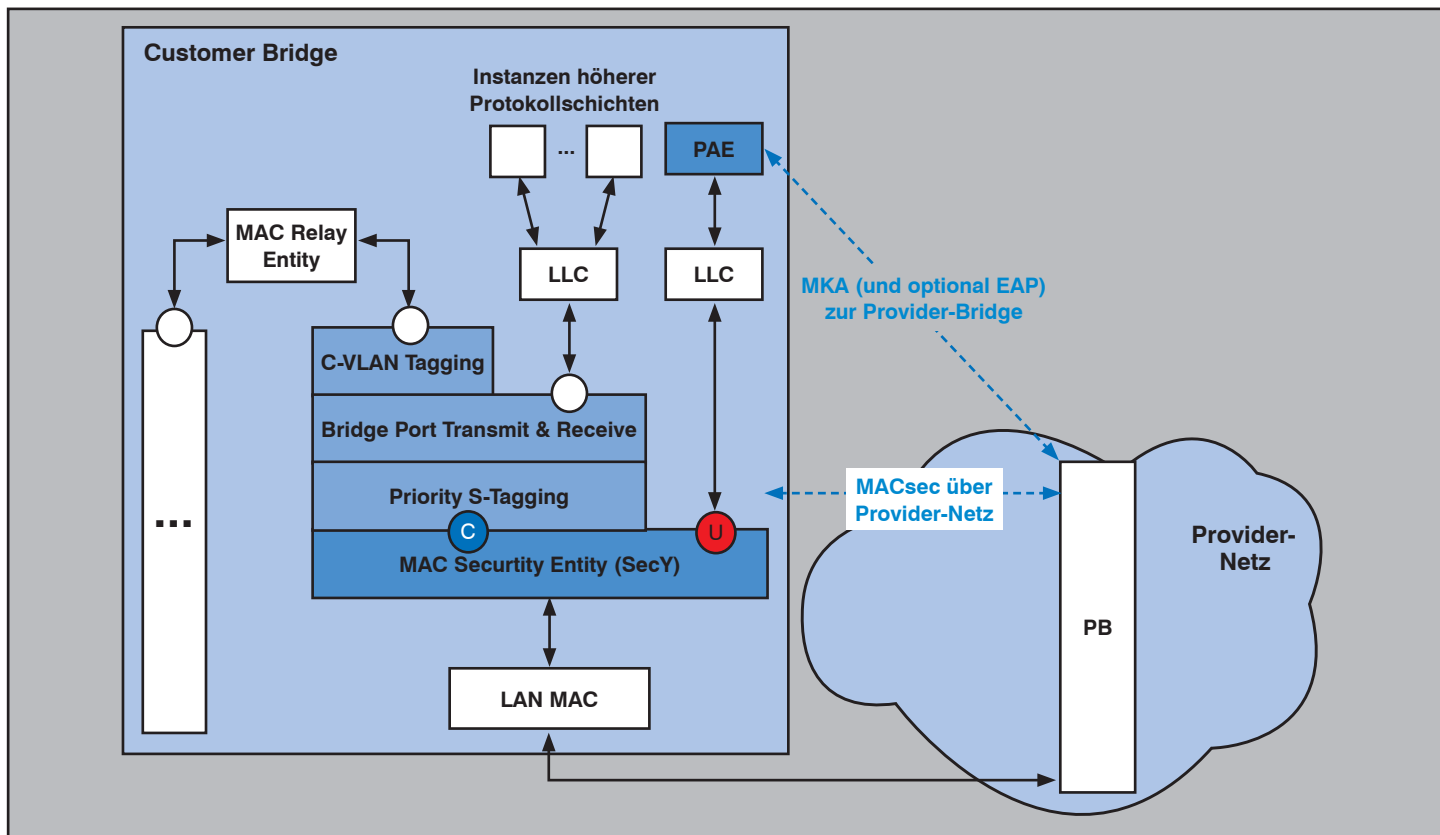 Customer Bridge
Instanzen höherer
Protokollschichten
...
PAE
MAC Relay
Entity
LLC
LLC
MKA (und optional EAP)
zur Provider-Bridge
C-VLAN Tagging
Bridge Port Transmit & Receive
Priority S-Tagging
MACsec über
Provider-Netz
...
C
U
MAC Securtity Entity (SecY)
Provider-
Netz
PB
LAN MAC